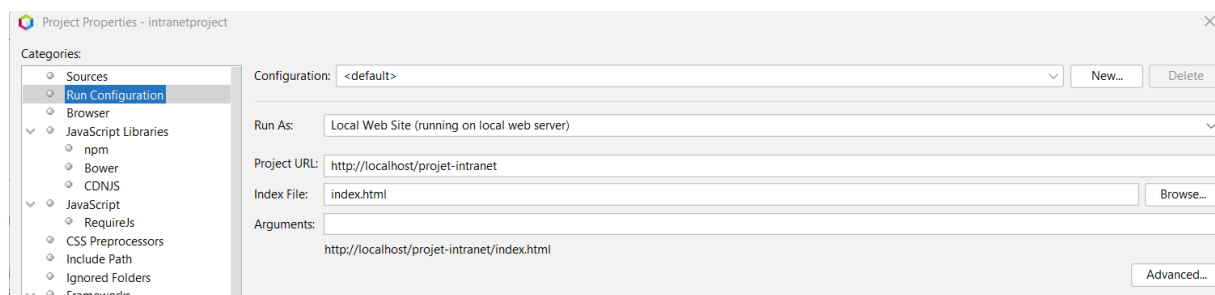 Project Properties - intranetproject
Categories:
Sources
Run Configuration
Browser
JavaScript Libraries
npm
Bower
CDNJS
JavaScript
RequireJs
CSS Preprocessors
Include Path
Ignored Folders
Frameworks
Configuration: <default> New... Delete
Run As: Local Web Site (running on local web server)
Project URL: http://localhost/projet-intranet
Index File: index.html Browse...
Arguments:
http://localhost/projet-intranet/index.html
Advanced...